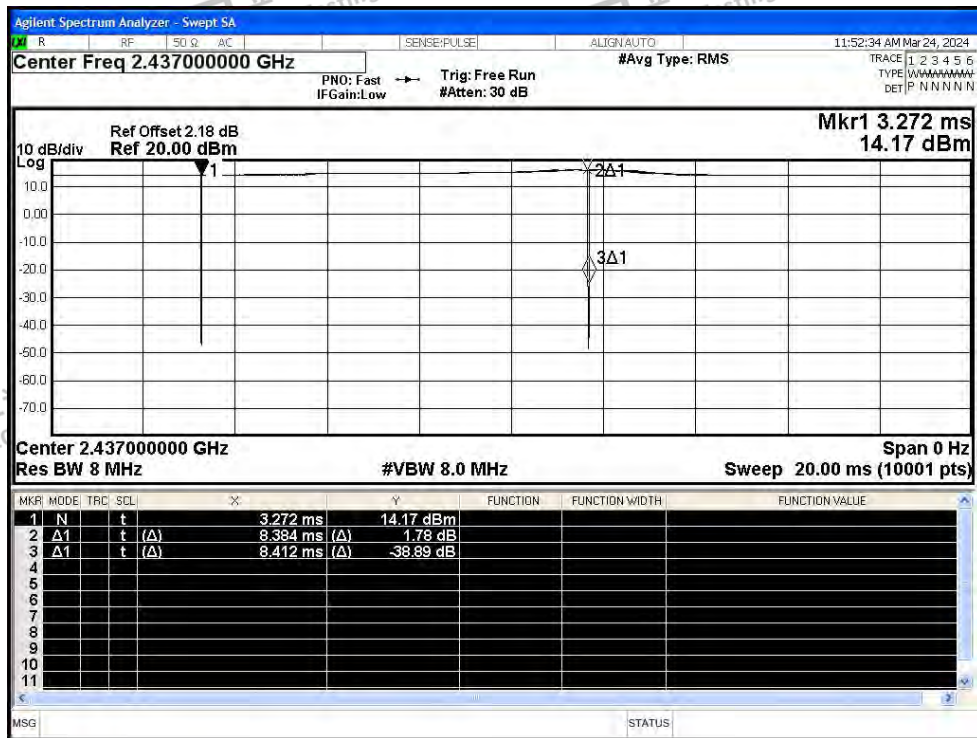 Agilent Spectrum Analyzer - Swept SA
LXI R RF 50 Ω AC SENSE:PULSE ALIGN AUTO 11:52:34 AM Mar 24, 2024
Center Freq 2.437000000 GHz #Avg Type: RMS TRACE 1 2 3 4 5 6
PNO: Fast Trig: Free Run TYPE WWWWWW
IFGain:Low #Atten: 30 dB DET P N N N N N
Mkr1 3.272 ms
Ref Offset 2.18 dB
10 dB/div Ref 20.00 dBm 14.17 dBm
Log
1 2Δ1
10.0
0.00
-10.0
3Δ1
-20.0
-30.0
-40.0
-50.0
-60.0
-70.0
Center 2.437000000 GHz Span 0 Hz
Res BW 8 MHz #VBW 8.0 MHz Sweep 20.00 ms (10001 pts)
MKR MODE TRC SCL X Y FUNCTION FUNCTION WIDTH FUNCTION VALUE
1 N t 3.272 ms 14.17 dBm
2 Δ1 t (Δ) 8.384 ms (Δ) 1.78 dB
3 Δ1 t (Δ) 8.412 ms (Δ) -38.89 dB
4
5
6
7
8
9
10
11
MSG STATUS